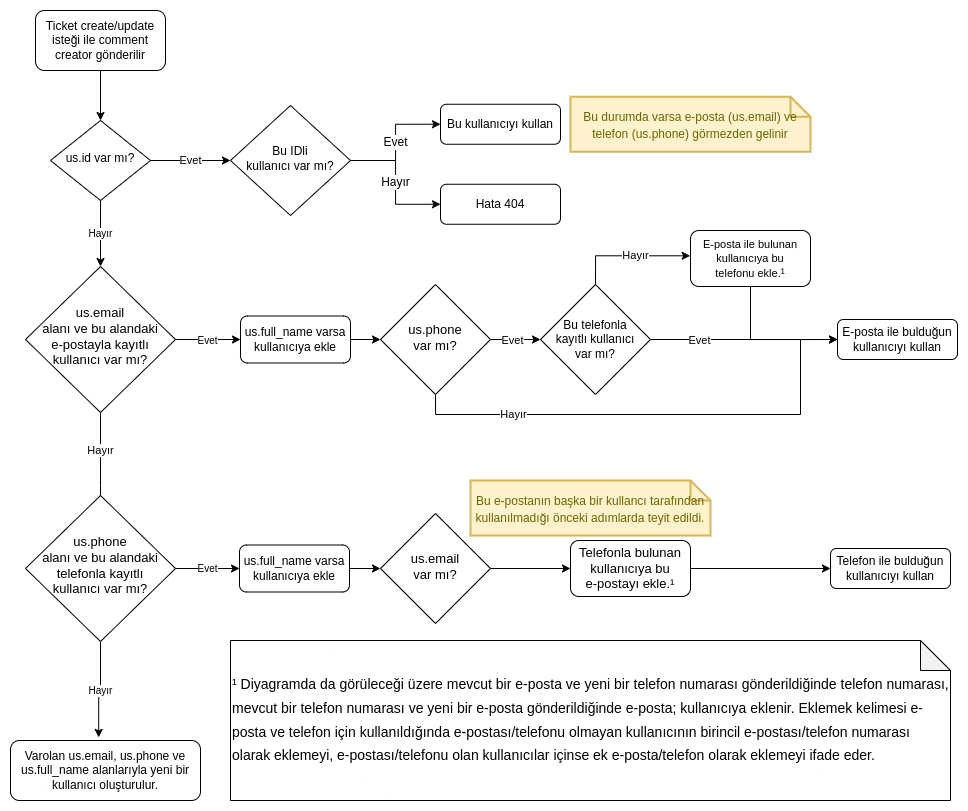 Ticket create/update
isteği ile comment
creator gönderilir
us.id var mı?
Evet
Bu IDli
kullanıcı var mı?
Evet
Bu kullanıcıyı kullan
Bu durumda varsa e-posta (us.email) ve
telefon (us.phone) görmezden gelinir
Hayır
Hata 404
Hayır
us.email
alanı ve bu alandaki
e-postayla kayıtlı
kullanıcı var mı?
Evet
us.full_name varsa
kullanıcıya ekle
us.phone
var mı?
Evet
Bu telefonla
kayıtlı kullanıcı
var mı?
Hayır
E-posta ile bulunan
kullanıcıya bu
telefonu ekle.¹
Evet
E-posta ile bulduğun
kullanıcıyı kullan
Hayır
Hayır
us.phone
alanı ve bu alandaki
telefonla kayıtlı
kullanıcı var mı?
Evet
us.full_name varsa
kullanıcıya ekle
us.email
var mı?
Bu e-postanın başka bir kullancı tarafından
kullanılmadığı önceki adımlarda teyit edildi.
Telefonla bulunan
kullanıcıya bu
e-postayı ekle.¹
Telefon ile bulduğun
kullanıcıyı kullan
Hayır
Varolan us.email, us.phone ve
us.full_name alanlarıyla yeni bir
kullanıcı oluşturulur.
¹ Diyagramda da görüleceği üzere mevcut bir e-posta ve yeni bir telefon numarası gönderildiğinde telefon numarası,
mevcut bir telefon numarası ve yeni bir e-posta gönderildiğinde e-posta; kullanıcıya eklenir. Eklemek kelimesi e-
posta ve telefon için kullanıldığında e-postası/telefonu olmayan kullanıcının birincil e-postası/telefon numarası
olarak eklemeyi, e-postası/telefonu olan kullanıcılar içinse ek e-posta/telefon olarak eklemeyi ifade eder.